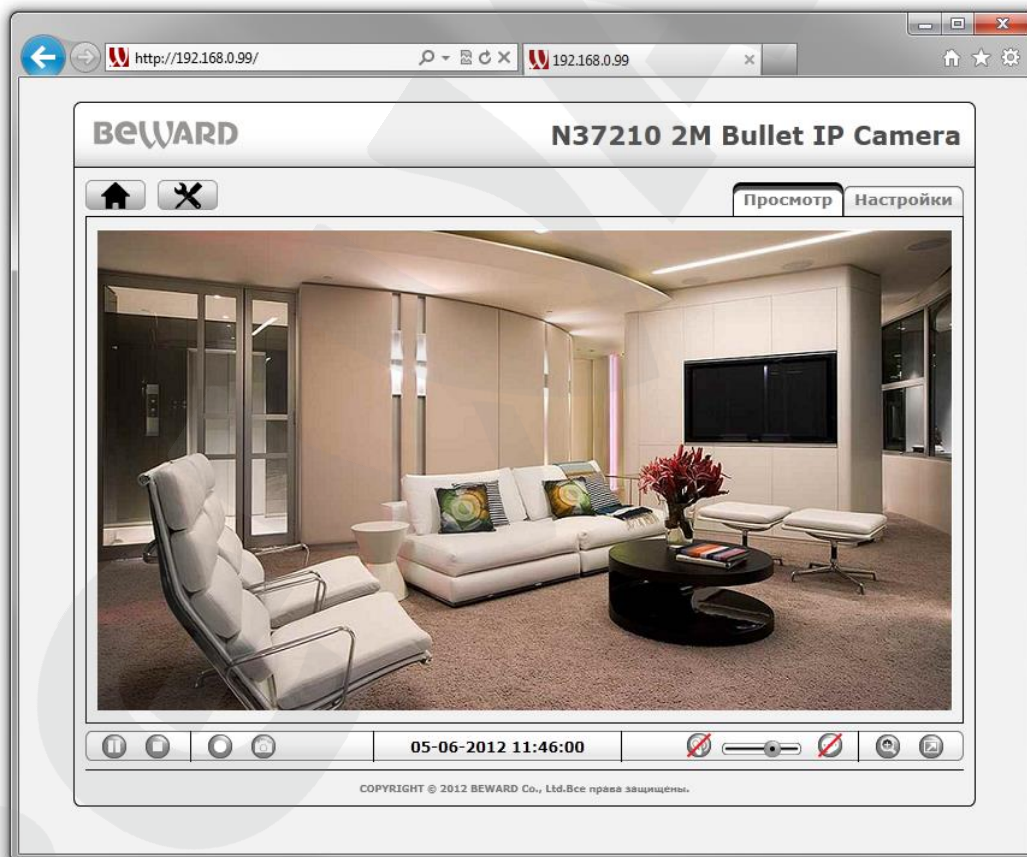 http://192.168.0.99/
192.168.0.99
BEWARD
N37210 2M Bullet IP Camera
Просмотр
Настройки
05-06-2012 11:46:00
COPYRIGHT © 2012 BEWARD Co., Ltd.Все права защищены.